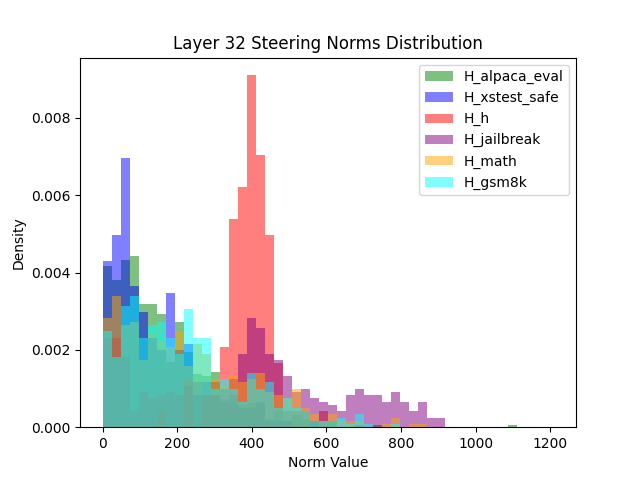 Layer 32 Steering Norms Distribution
H_alpaca_eval
H_xstest_safe
H_h
H_jailbreak
H_math
H_gsm8k
Density
0.008
0.006
0.004
0.002
0.000
0 200 400 600 800 1000 1200
Norm Value